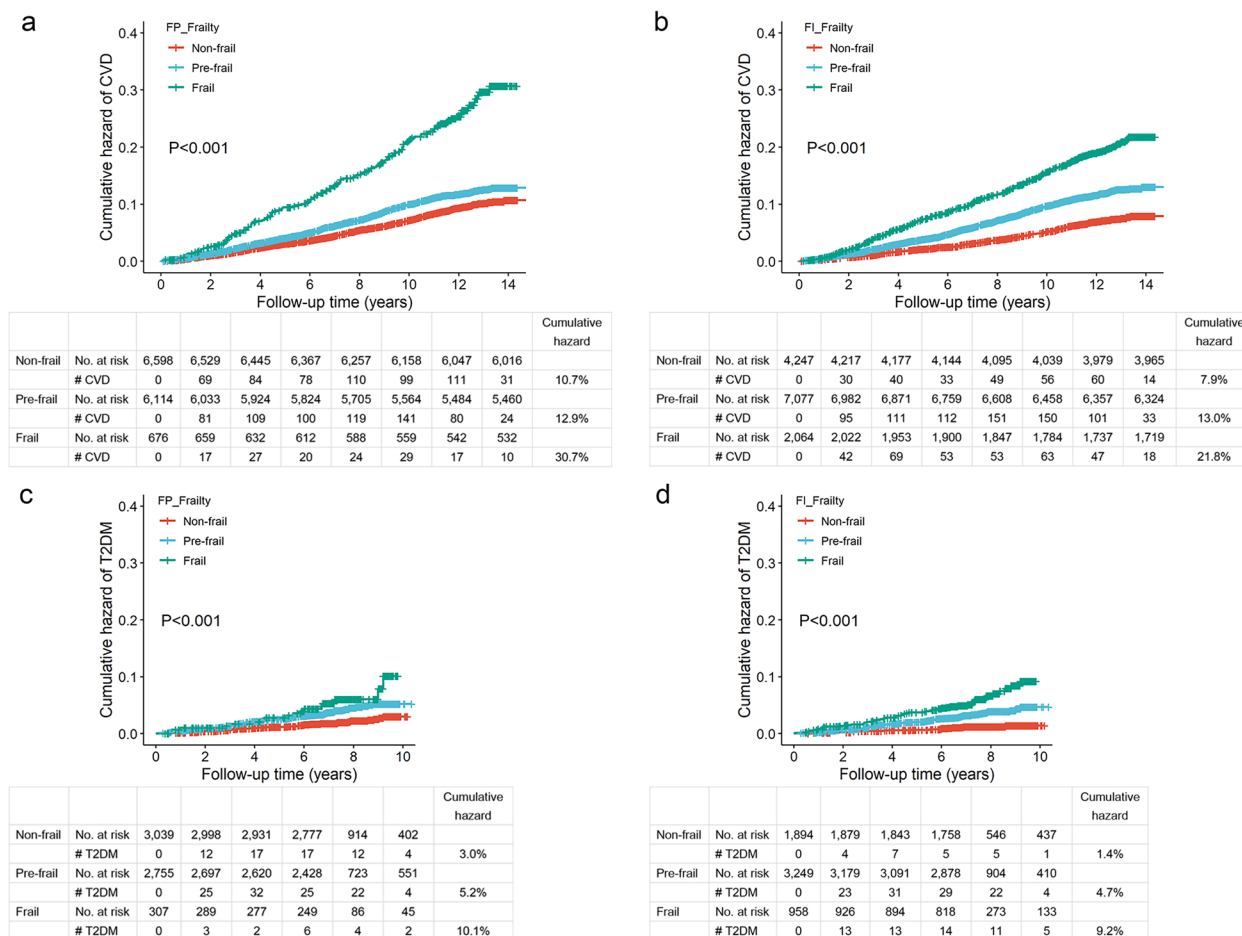 a
FP_Frailty
Non-frail
Pre-frail
Frail
P<0.001
Cumulative hazard of CVD
0.4
0.3
0.2
0.1
0.0
0 2 4 6 8 10 12 14
Follow-up time (years)
Cumulative hazard
Non-frail No. at risk 6,598 6,529 6,445 6,367 6,257 6,158 6,047 6,016
# CVD 0 69 84 78 110 99 111 31 10.7%
Pre-frail No. at risk 6,114 6,033 5,924 5,824 5,705 5,564 5,484 5,460
# CVD 0 81 109 100 119 141 80 24 12.9%
Frail No. at risk 676 659 632 612 588 559 542 532
# CVD 0 17 27 20 24 29 17 10 30.7%
b
FI_Frailty
Non-frail
Pre-frail
Frail
P<0.001
Cumulative hazard of CVD
0.4
0.3
0.2
0.1
0.0
0 2 4 6 8 10 12 14
Follow-up time (years)
Cumulative
hazard
Non-frail No. at risk 4,247 4,217 4,177 4,144 4,095 4,039 3,979 3,965
# CVD 0 30 40 33 49 56 60 14 7.9%
Pre-frail No. at risk 7,077 6,982 6,871 6,759 6,608 6,458 6,357 6,324
# CVD 0 95 111 112 151 150 101 33 13.0%
Frail No. at risk 2,064 2,022 1,953 1,900 1,847 1,784 1,737 1,719
# CVD 0 42 69 53 53 63 47 18 21.8%
c
FP_Frailty
Non-frail
Pre-frail
Frail
P<0.001
Cumulative hazard of T2DM
0.4
0.3
0.2
0.1
0.0
0 2 4 6 8 10
Follow-up time (years)
Cumulative
hazard
Non-frail No. at risk 3,039 2,998 2,931 2,777 914 402
# T2DM 0 12 17 17 12 4 3.0%
Pre-frail No. at risk 2,755 2,697 2,620 2,428 723 551
# T2DM 0 25 32 25 22 4 5.2%
Frail No. at risk 307 289 277 249 86 45
# T2DM 0 3 2 6 4 2 10.1%
d
FI_Frailty
Non-frail
Pre-frail
Frail
P<0.001
Cumulative hazard of T2DM
0.4
0.3
0.2
0.1
0.0
0 2 4 6 8 10
Follow-up time (years)
Cumulative
hazard
Non-frail No. at risk 1,894 1,879 1,843 1,758 546 437
# T2DM 0 4 7 5 5 1 1.4%
Pre-frail No. at risk 3,249 3,179 3,091 2,878 904 410
# T2DM 0 23 31 29 22 4 4.7%
Frail No. at risk 958 926 894 818 273 133
# T2DM 0 13 13 14 11 5 9.2%